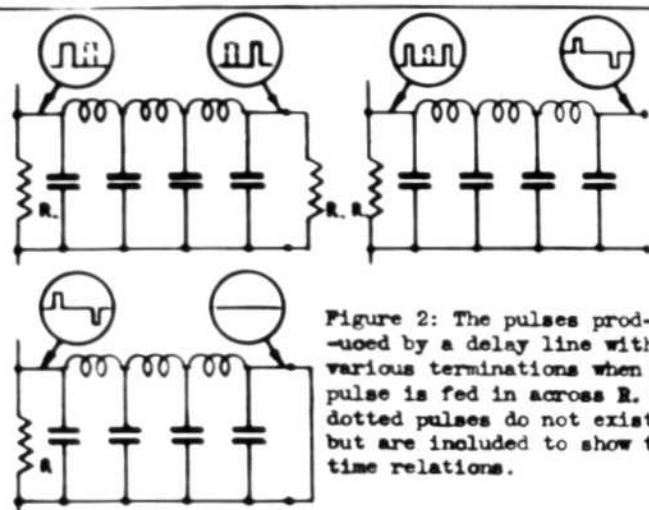 R.
R.
R.
R
Figure 2: The pulses prod-
-uced by a delay line with
various terminations when
pulse is fed in across R.
dotted pulses do not exist
but are included to show t
time relations.